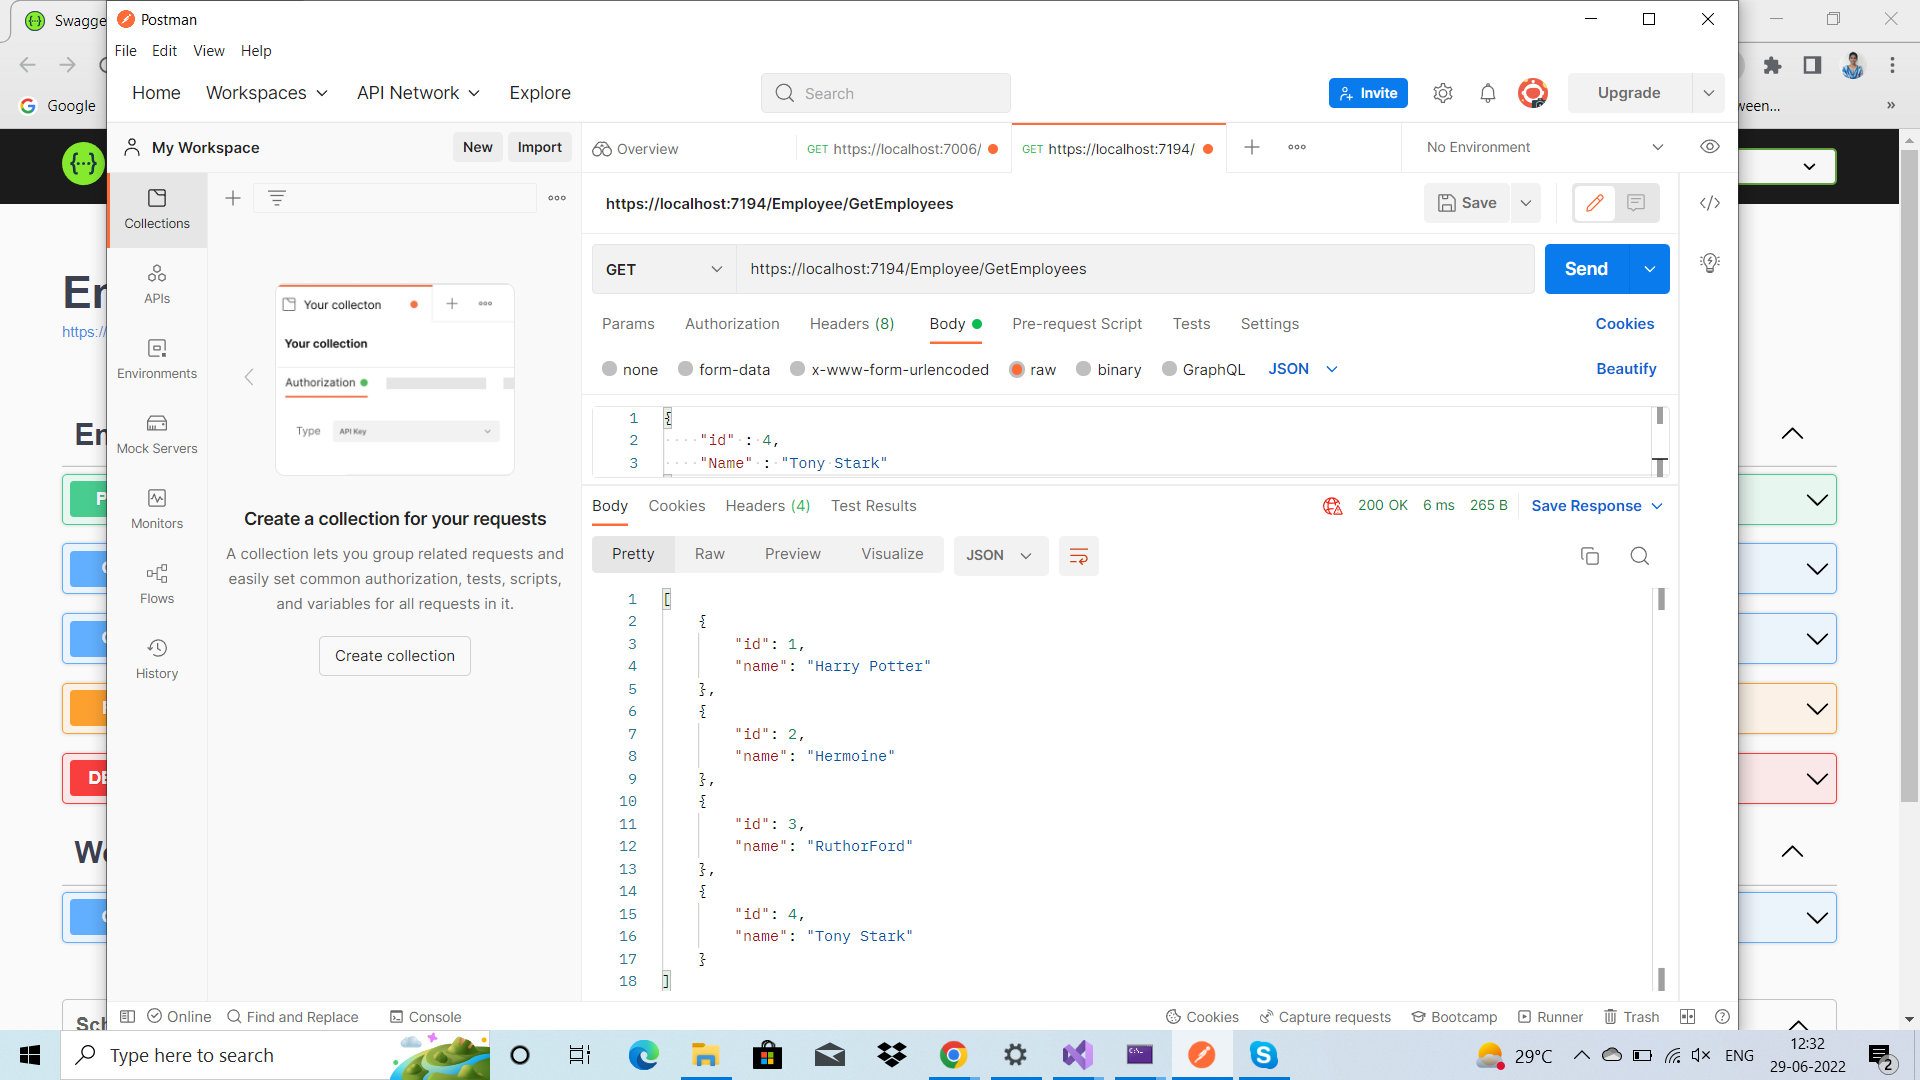 Swagge
Postman
File Edit View Help
Google
Home Workspaces API Network Explore
Search
Invite
Upgrade
ween...
»
My Workspace
New Import
Overview
GET https://localhost:7006/
GET https://localhost:7194/
No Environment
Collections
APIs
Environments
Mock Servers
Monitors
Flows
History
Your collecton
Your collection
Authorization
Type API Key
Create a collection for your requests
A collection lets you group related requests and
easily set common authorization, tests, scripts,
and variables for all requests in it.
Create collection
https://localhost:7194/Employee/GetEmployees
Save
GET https://localhost:7194/Employee/GetEmployees
Send
Params Authorization Headers (8) Body Pre-request Script Tests Settings Cookies
none form-data x-www-form-urlencoded raw binary GraphQL JSON Beautify
1 {
2 ····"id"·:·4,
3 ····"Name"·:·"Tony·Stark"
Body Cookies Headers (4) Test Results 200 OK 6 ms 265 B Save Response
Pretty Raw Preview Visualize JSON
1 [
2 {
3 "id": 1,
4 "name": "Harry Potter"
5 },
6 {
7 "id": 2,
8 "name": "Hermoine"
9 },
10 {
11 "id": 3,
12 "name": "RuthorFord"
13 },
14 {
15 "id": 4,
16 "name": "Tony Stark"
17 }
18 ]
https://
DE
Sch
Online Find and Replace Console Cookies Capture requests Bootcamp Runner Trash
Type here to search
29°C ENG
12:32
29-06-2022
2